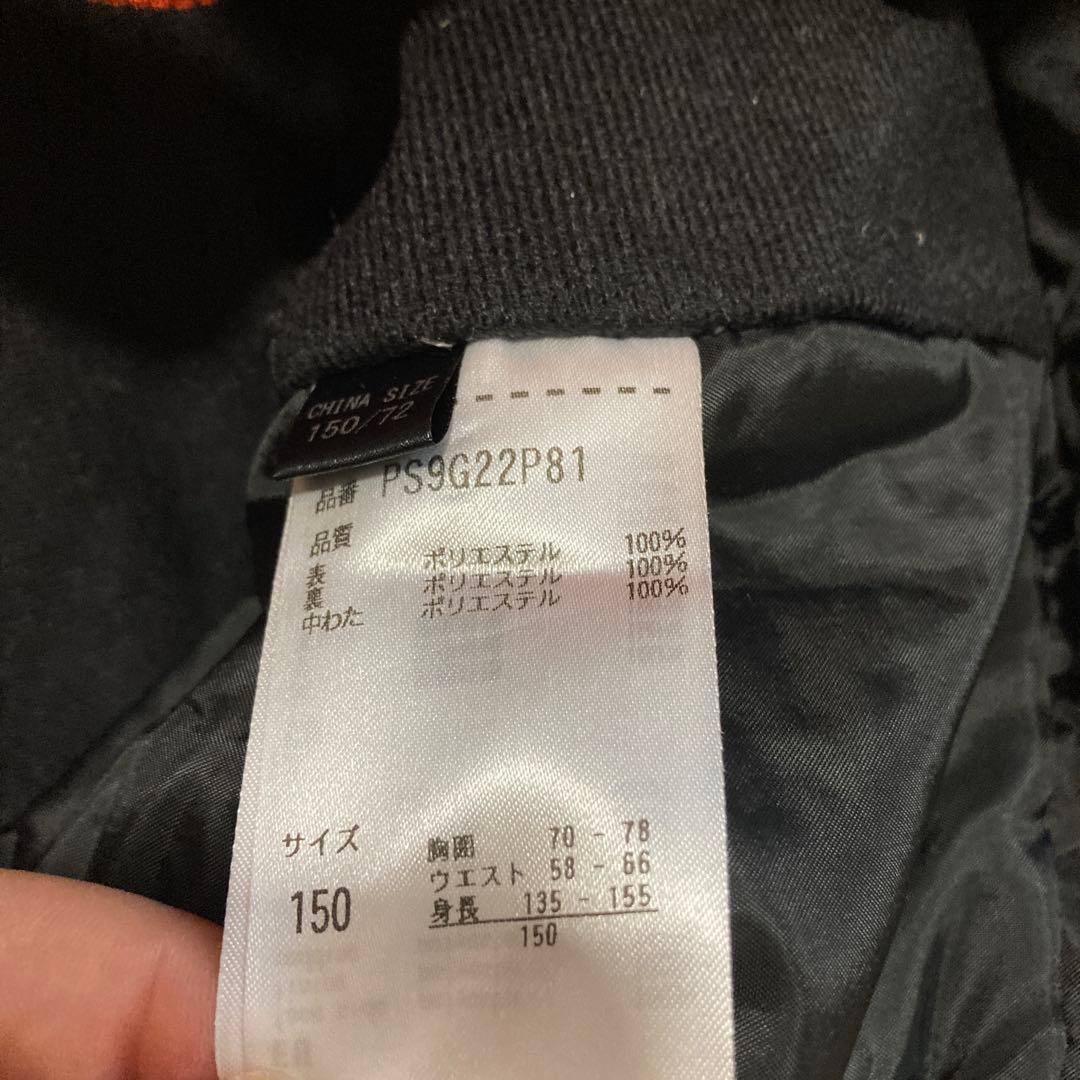 CHINA SIZE
150/72
品番 PS9G22P81
品質
表 ポリエステル 100%
裏 ポリエステル 100%
中わた ポリエステル 100%
サイズ
150
胸囲 70 - 78
ウエスト 58 - 66
身長 135 - 155
150